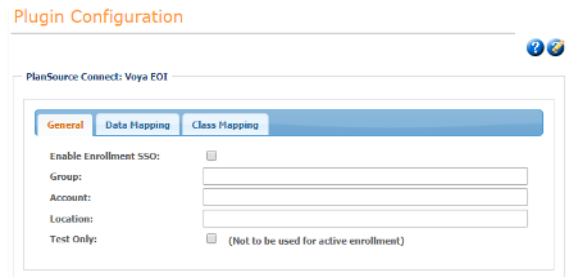 Plugin Configuration
PlanSource Connect: Voya EOI
General Data Mapping Class Mapping
Enable Enrollment SSO:
Group:
Account:
Location:
Test Only: (Not to be used for active enrollment)